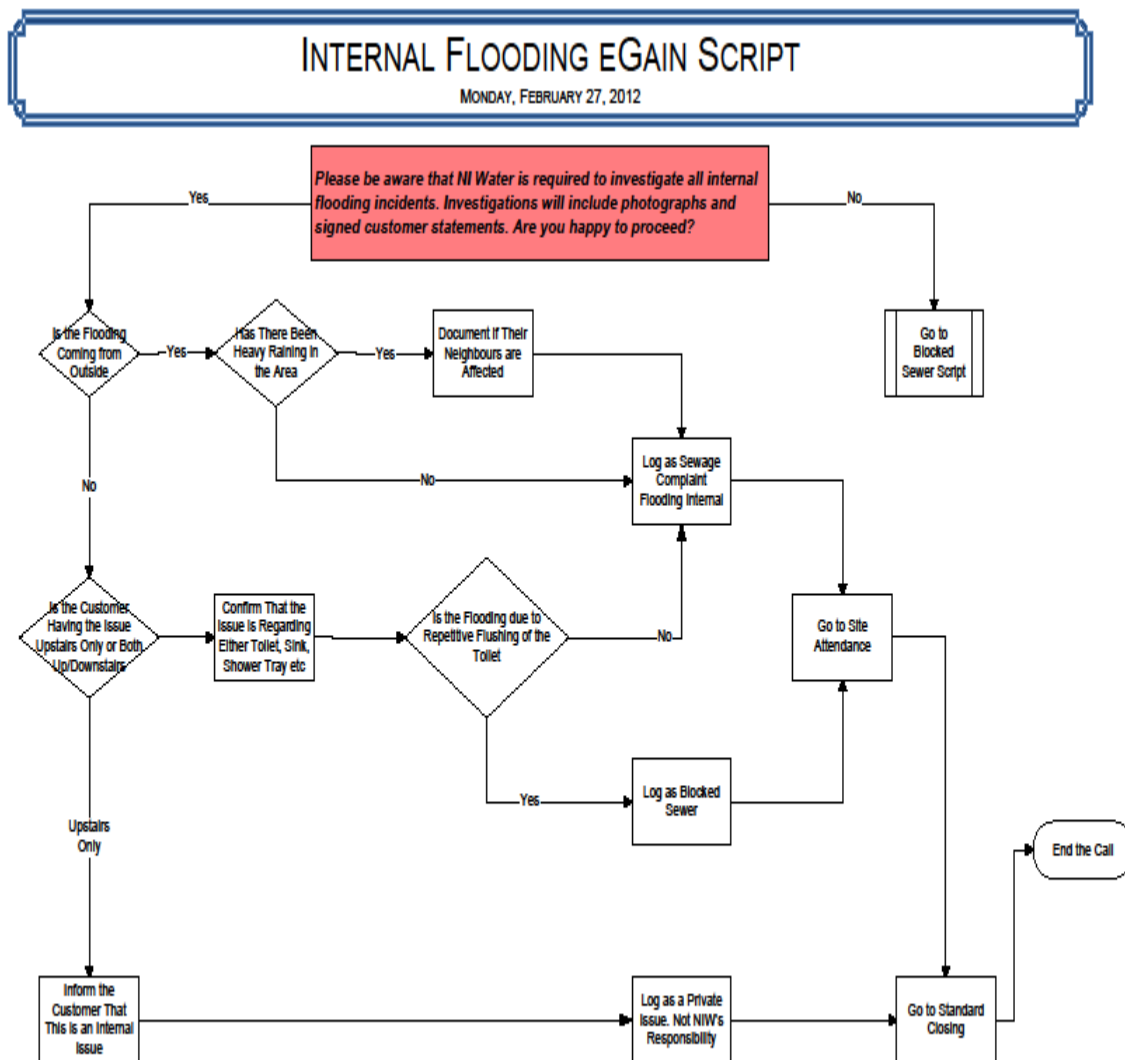 INTERNAL FLOODING EGAIN SCRIPT
MONDAY, FEBRUARY 27, 2012
Please be aware that NI Water is required to investigate all internal
flooding incidents. Investigations will include photographs and
signed customer statements. Are you happy to proceed?
Yes
No
Is the Flooding
Coming from
Outside
Yes
Has There Been
Heavy Raining in
the Area
Yes
Document If Their
Neighbours are
Affected
Go to
Blocked
Sewer Script
No
No
Log as Sewage
Complaint
Flooding Internal
Is the Customer
Having the Issue
Upstairs Only or Both
Up/Downstairs
Confirm That the
Issue Is Regarding
Either Toilet, Sink,
Shower Tray etc
Is the Flooding due to
Repetitive Flushing of the
Toilet
No
Go to Site
Attendance
Yes
Log as Blocked
Sewer
Upstairs
Only
End the Call
Inform the
Customer That
This Is an Internal
Issue
Log as a Private
Issue. Not NIW's
Responsibility
Go to Standard
Closing